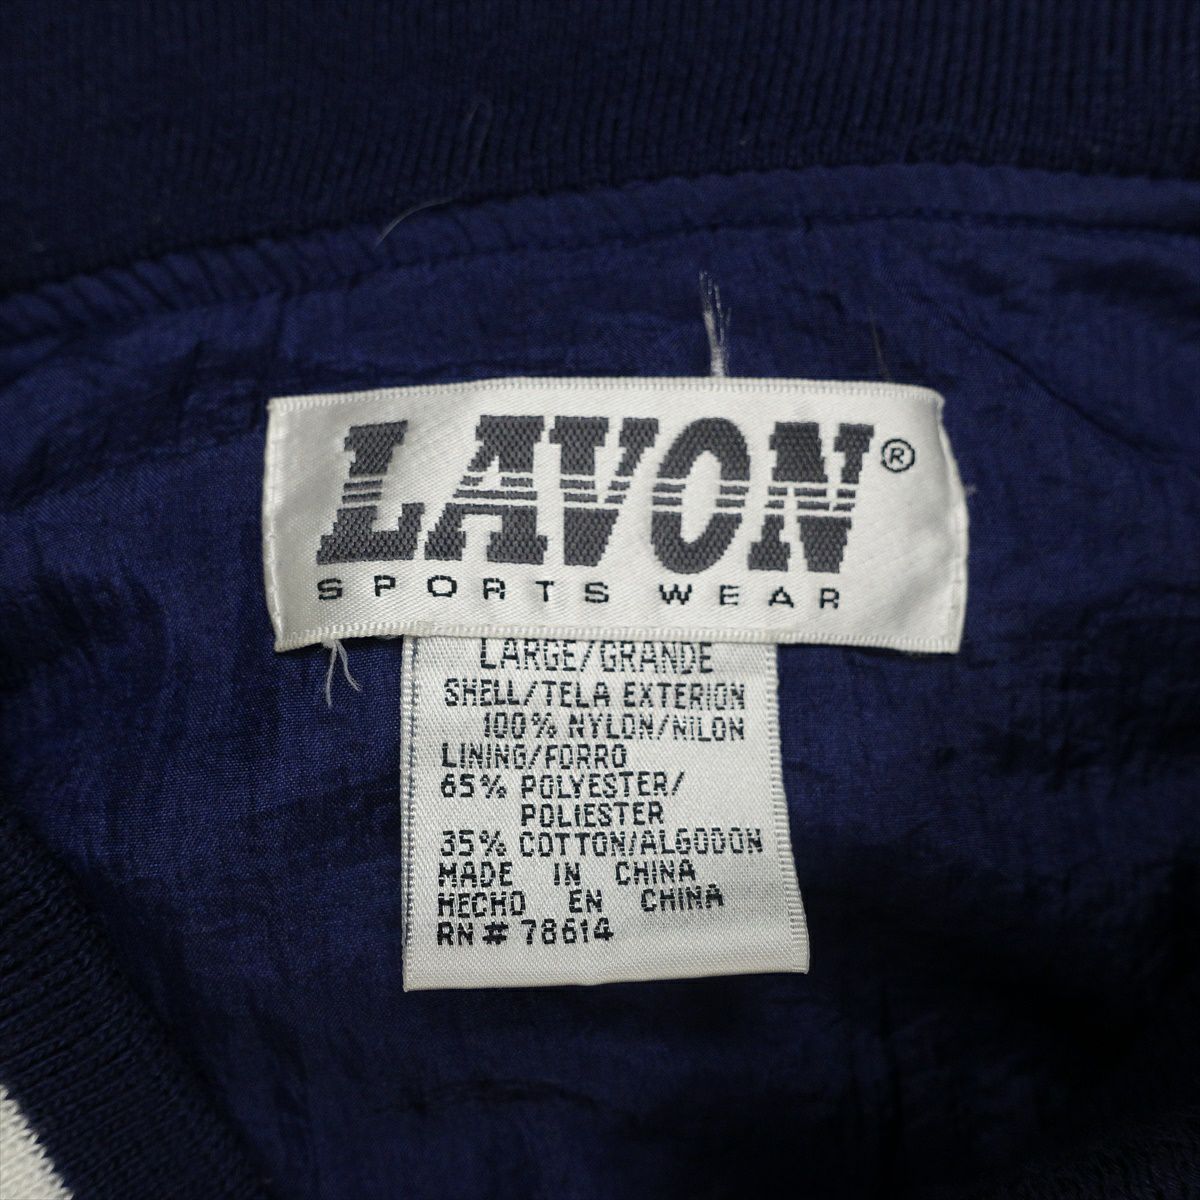 LAVON®
SPORTS WEAR
LARGE/GRANDE
SHELL/TELA EXTERION
100% NYLON/NILON
LINING/FORRO
65% POLYESTER/
POLIESTER
35% COTTON/ALGODON
MADE IN CHINA
HECHO EN CHINA
RN # 78614